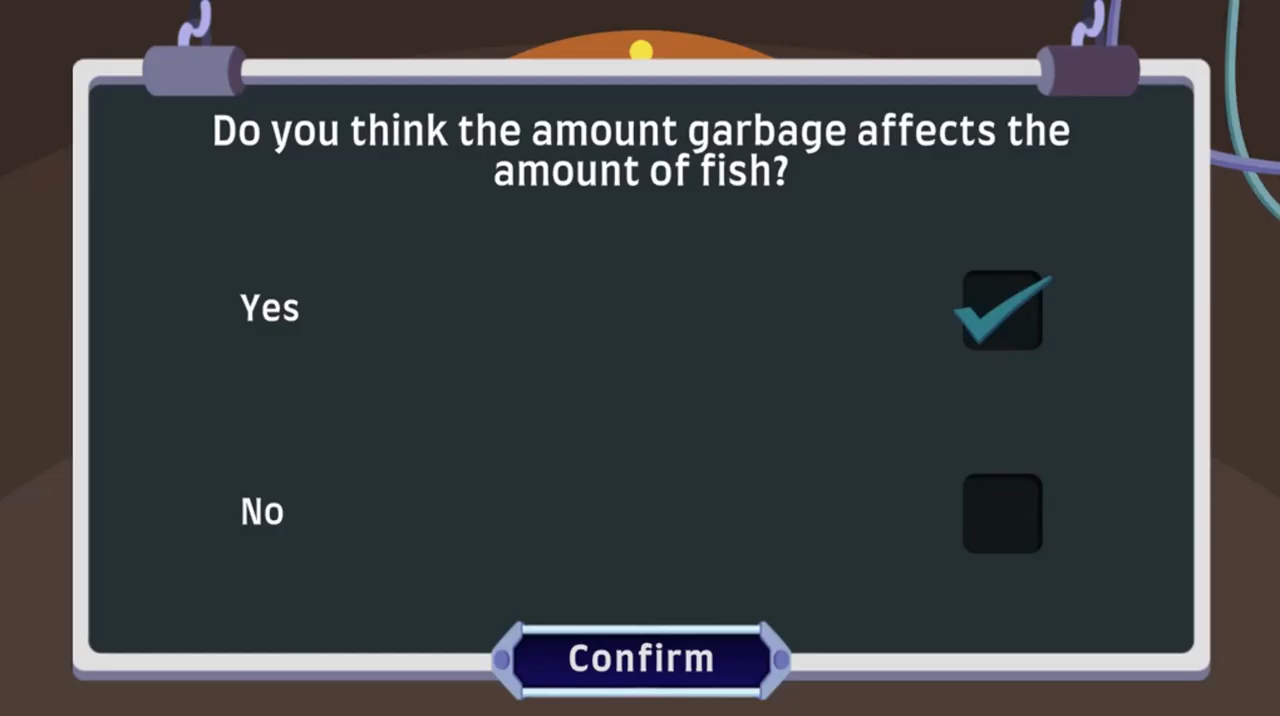 Do you think the amount garbage affects the
amount of fish?
Yes
No
Confirm